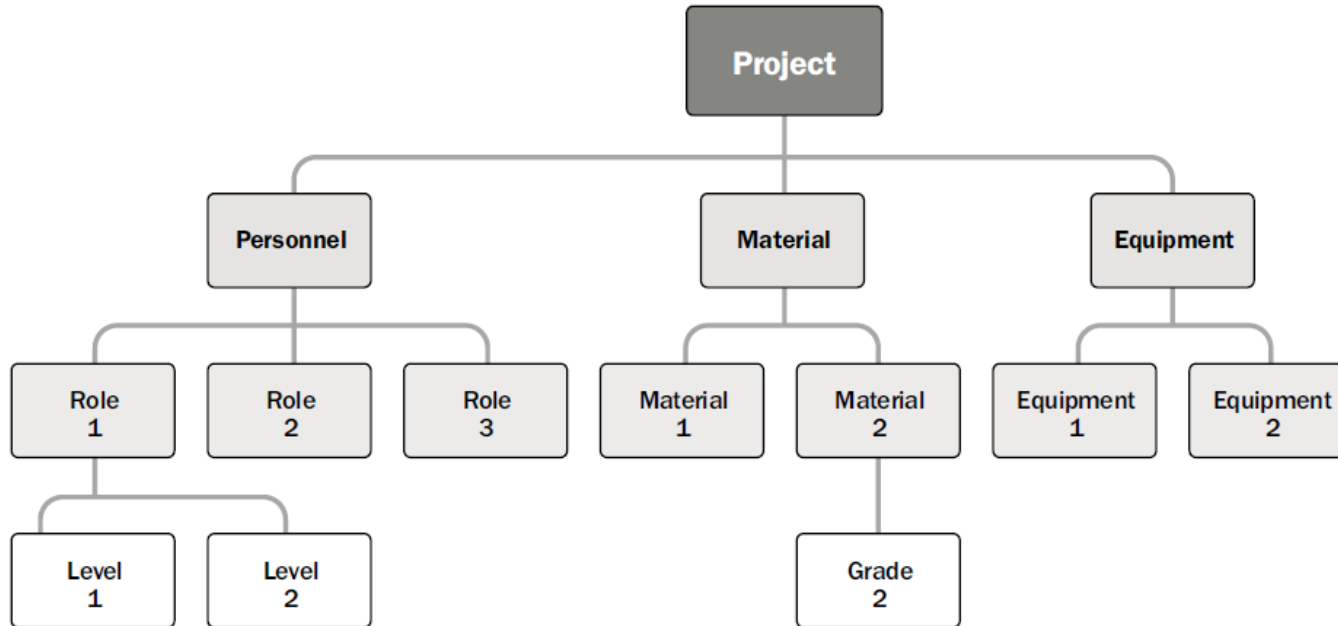 Project
Personnel
Material
Equipment
Role
1
Role
2
Role
3
Material
1
Material
2
Equipment
1
Equipment
2
Level
1
Level
2
Grade
2